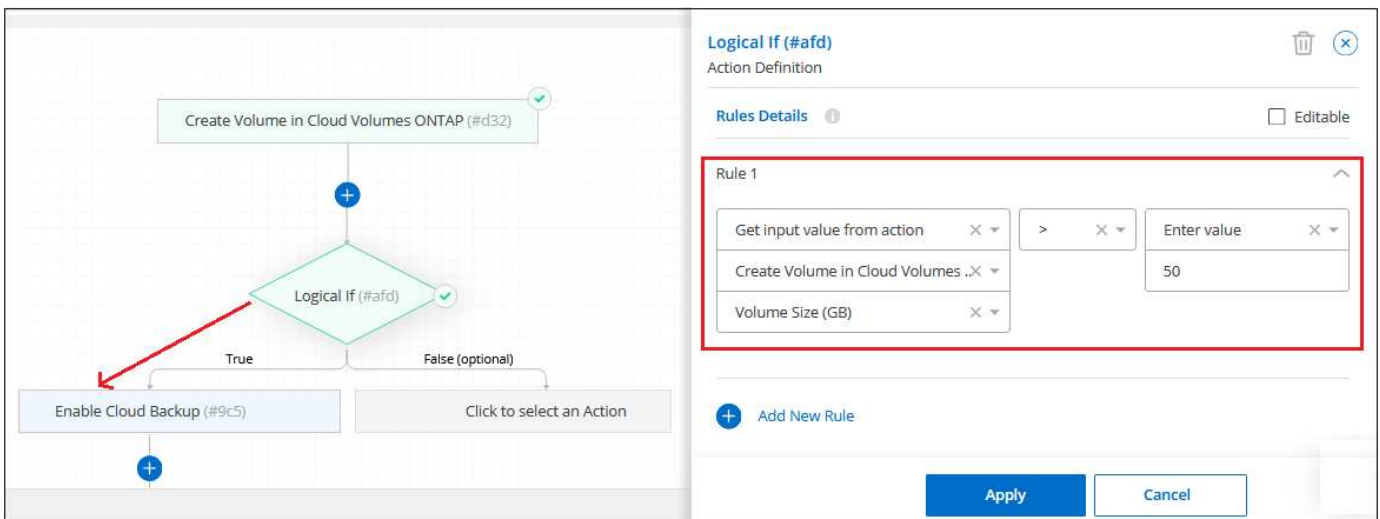 Create Volume in Cloud Volumes ONTAP (#d32)
Logical If (#afd)
True
False (optional)
Enable Cloud Backup (#9c5)
Click to select an Action
Logical If (#afd)
Action Definition
Rules Details
Editable
Rule 1
Get input value from action
>
Enter value
Create Volume in Cloud Volumes ..
50
Volume Size (GB)
Add New Rule
Apply
Cancel